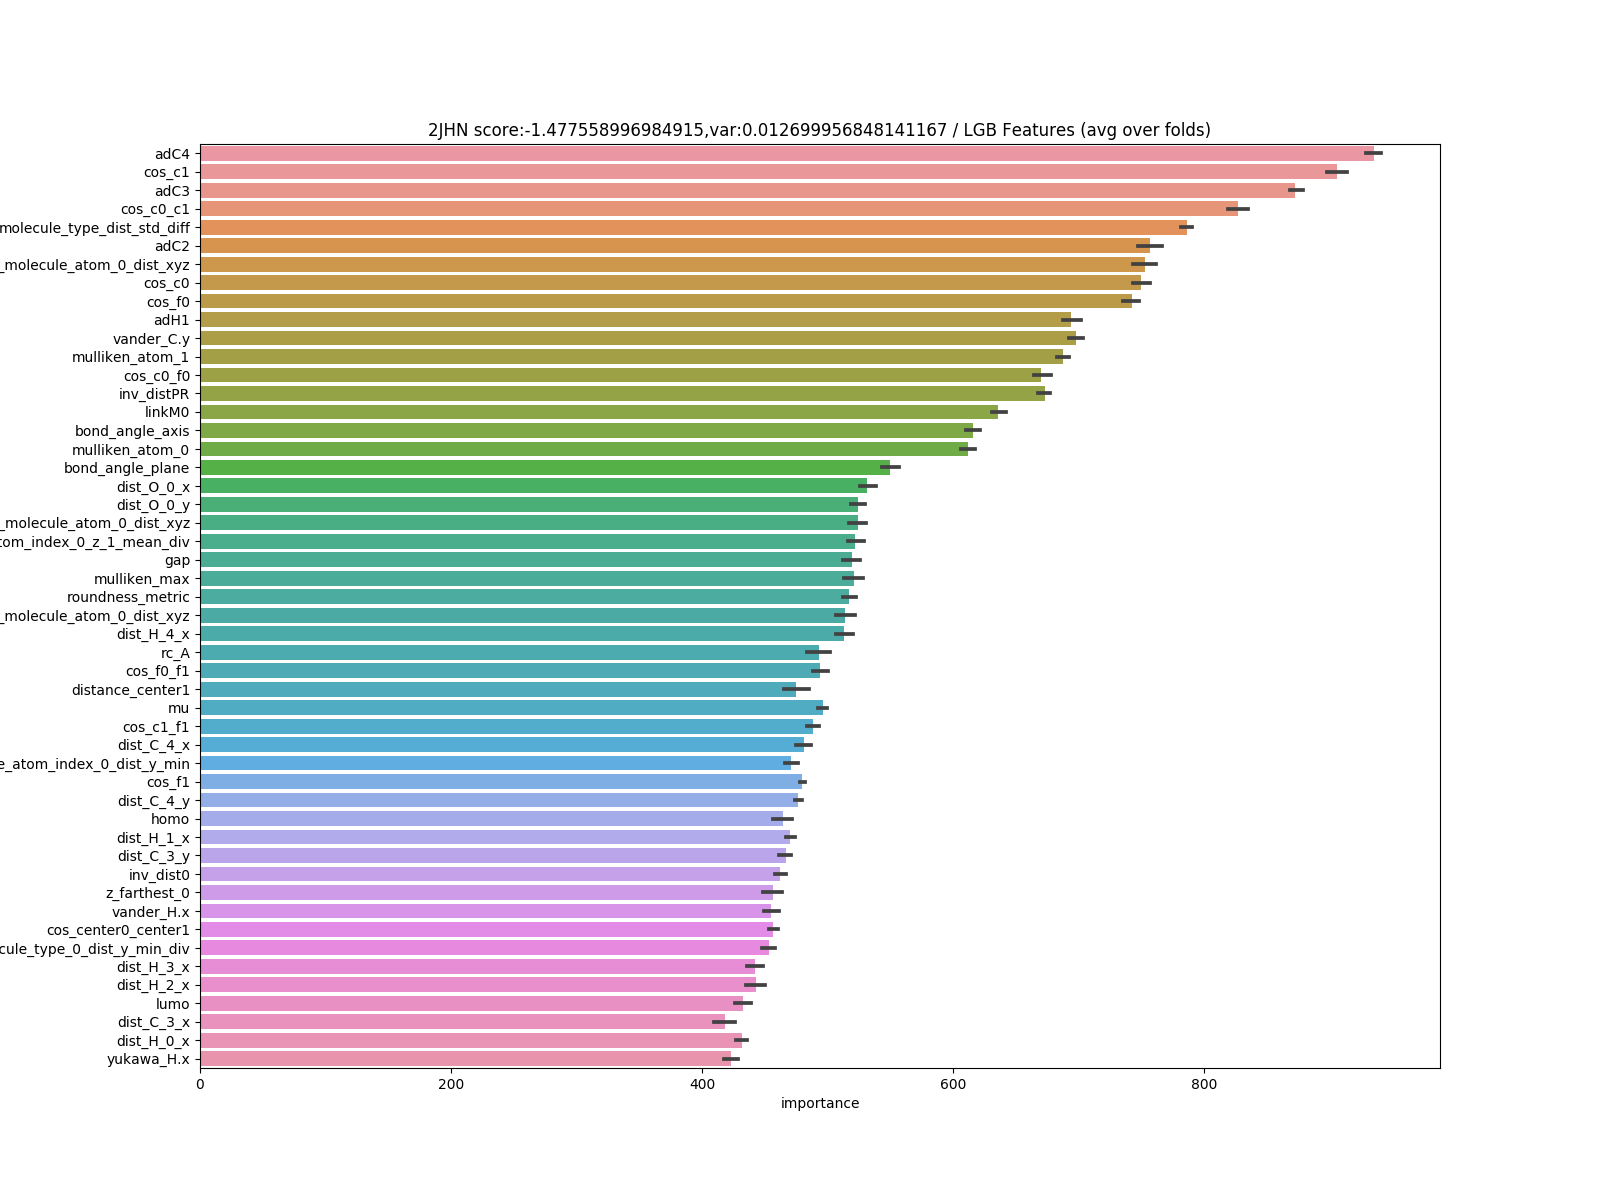 2JHN score:-1.477558996984915,var:0.012699956848141167 / LGB Features (avg over folds)
adC4
cos_c1
adC3
cos_c0_c1
molecule_type_dist_std_diff
adC2
_molecule_atom_0_dist_xyz
cos_c0
cos_f0
adH1
vander_C.y
mulliken_atom_1
cos_c0_f0
inv_distPR
linkM0
bond_angle_axis
mulliken_atom_0
bond_angle_plane
dist_O_0_x
dist_O_0_y
_molecule_atom_0_dist_xyz
tom_index_0_z_1_mean_div
gap
mulliken_max
roundness_metric
_molecule_atom_0_dist_xyz
dist_H_4_x
rc_A
cos_f0_f1
distance_center1
mu
cos_c1_f1
dist_C_4_x
e_atom_index_0_dist_y_min
cos_f1
dist_C_4_y
homo
dist_H_1_x
dist_C_3_y
inv_dist0
z_farthest_0
vander_H.x
cos_center0_center1
cule_type_0_dist_y_min_div
dist_H_3_x
dist_H_2_x
lumo
dist_C_3_x
dist_H_0_x
yukawa_H.x
0 200 400 600 800
importance